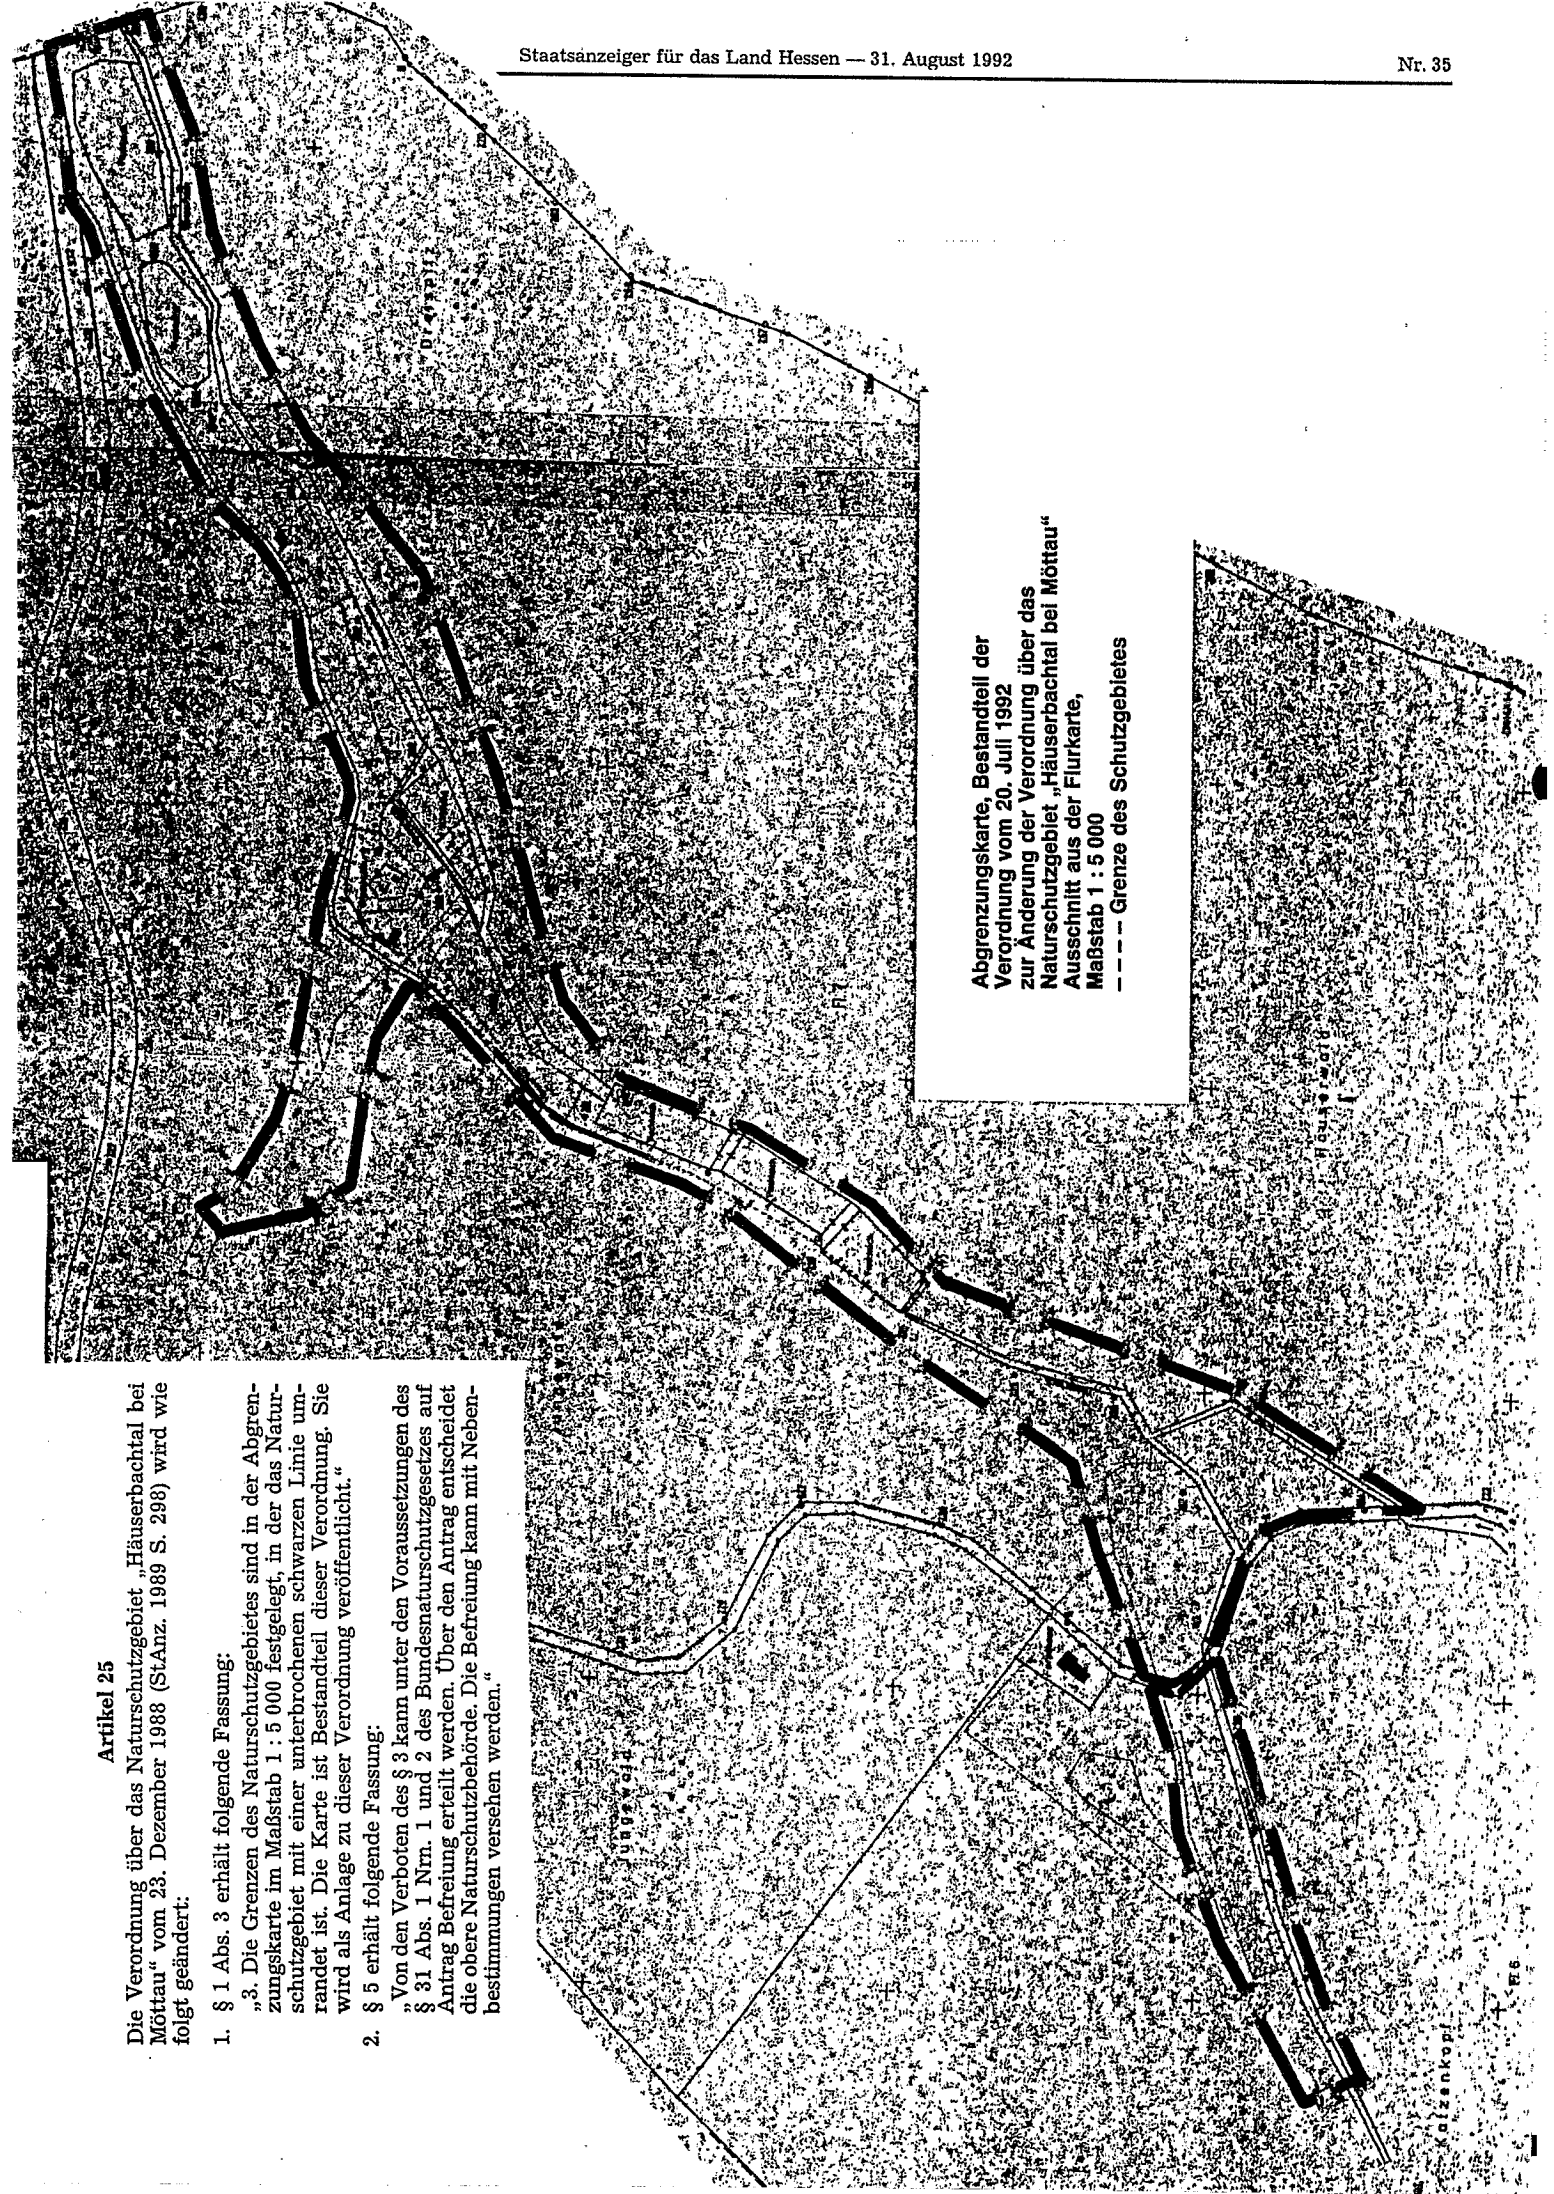 Staatsanzeiger für das Land Hessen — 31. August 1992
Nr. 35
Artikel 25
Die Verordnung über das Naturschutzgebiet „Häuserbachtal bei
Möttau“ vom 23. Dezember 1988 (StAnz. 1989 S. 298) wird wie
folgt geändert:
1. § 1 Abs. 3 erhält folgende Fassung:
„3. Die Grenzen des Naturschutzgebietes sind in der Abgren-
zungskarte im Maßstab 1 : 5 000 festgelegt, in der das Natur-
schutzgebiet mit einer unterbrochenen schwarzen Linie um-
randet ist. Die Karte ist Bestandteil dieser Verordnung. Sie
wird als Anlage zu dieser Verordnung veröffentlicht.“
2. § 5 erhält folgende Fassung:
„Von den Verboten des § 3 kann unter den Voraussetzungen des
§ 31 Abs. 1 Nrn. 1 und 2 des Bundesnaturschutzgesetzes auf
Antrag Befreiung erteilt werden. Über den Antrag entscheidet
die obere Naturschutzbehörde. Die Befreiung kann mit Neben-
bestimmungen versehen werden.“
Abgrenzungskarte, Bestandteil der
Verordnung vom 20. Juli 1992
zur Änderung der Verordnung über das
Naturschutzgebiet „Häuserbachtal bei Möttau“
Ausschnitt aus der Flurkarte,
Maßstab 1 : 5 000
– – – – Grenze des Schutzgebietes
Dreispitz
Häuserwald
Jungswald
Jungswald
Katzenkopf
Fl 6